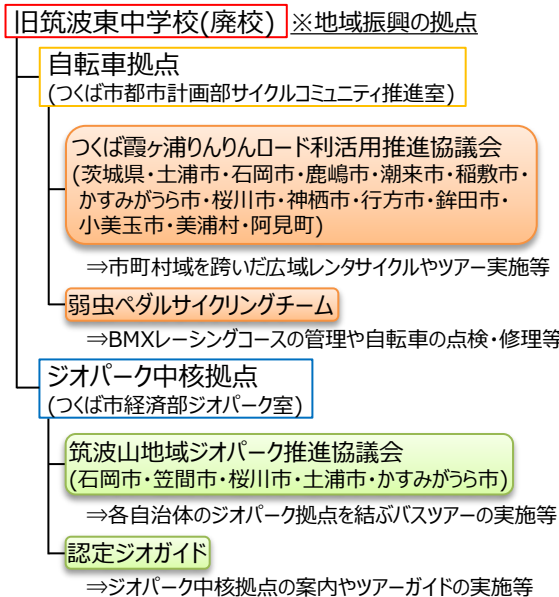 旧筑波東中学校(廃校) ※地域振興の拠点
自転車拠点
(つくば市都市計画部サイクルコミュニティ推進室)
つくば霞ヶ浦りんりんロード利活用推進協議会
(茨城県・土浦市・石岡市・鹿嶋市・潮来市・稲敷市・
かすみがうら市・桜川市・神栖市・行方市・鉾田市・
小美玉市・美浦村・阿見町)
⇒市町村域を跨いだ広域レンタサイクルやツアー実施等
弱虫ペダルサイクリングチーム
⇒BMXレーシングコースの管理や自転車の点検・修理等
ジオパーク中核拠点
(つくば市経済部ジオパーク室)
筑波山地域ジオパーク推進協議会
(石岡市・笠間市・桜川市・土浦市・かすみがうら市)
⇒各自治体のジオパーク拠点を結ぶバスツアーの実施等
認定ジオガイド
⇒ジオパーク中核拠点の案内やツアーガイドの実施等